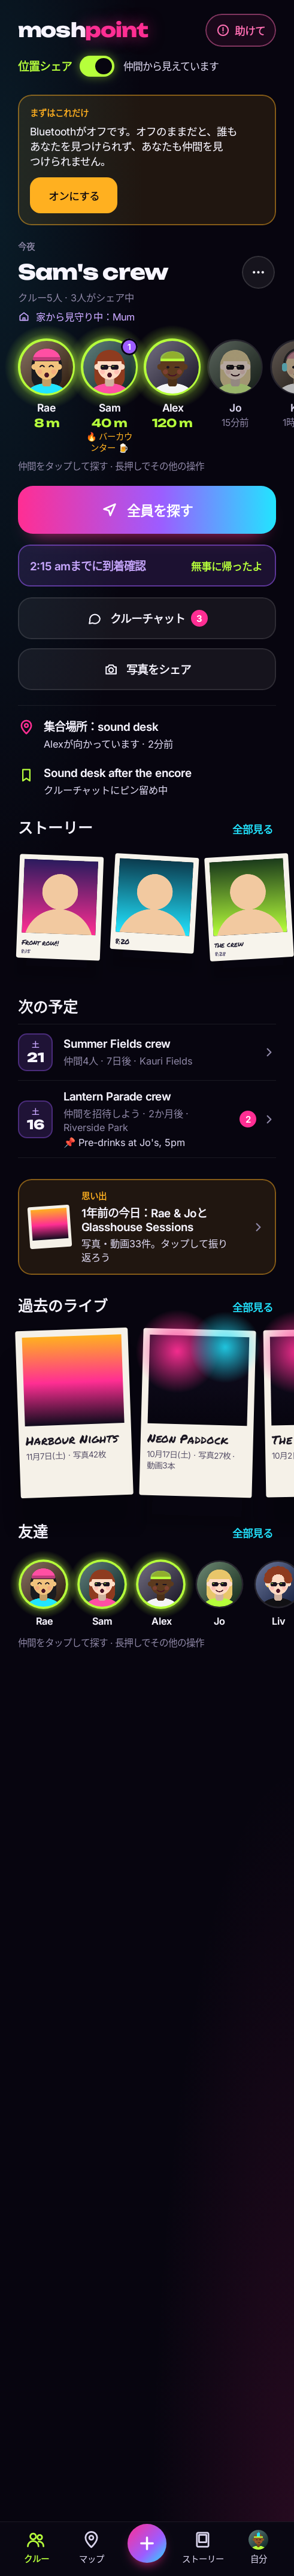 moshpoint
助けて
位置シェア
仲間から見えています
まずはこれだけ
Bluetoothがオフです。オフのままだと、誰も
あなたを見つけられず、あなたも仲間を見
つけられません。
オンにする
今夜
Sam's crew
クルー5人 · 3人がシェア中
家から見守り中：Mum
1
Rae
Sam
Alex
Jo
8 m
40 m
120 m
15分前
🔥 バーカウ
ンター 🍺
仲間をタップして探す · 長押しでその他の操作
全員を探す
2:15 amまでに到着確認
無事に帰ったよ
クルーチャット
3
写真をシェア
集合場所：sound desk
Alexが向かっています · 2分前
Sound desk after the encore
クルーチャットにピン留め中
ストーリー
全部見る
Front row!!
8:20
the crew
次の予定
土
21
Summer Fields crew
仲間4人 · 7日後 · Kauri Fields
土
16
Lantern Parade crew
仲間を招待しよう · 2か月後 ·
Riverside Park
📌 Pre-drinks at Jo's, 5pm
2
思い出
1年前の今日：Rae & Joと
Glasshouse Sessions
写真・動画33件。タップして振り
返ろう
過去のライブ
全部見る
Harbour Nights
11月7日(土) · 写真42枚
Neon Paddock
10月17日(土) · 写真27枚 ·
動画3本
The
友達
全部見る
Rae
Sam
Alex
Jo
Liv
仲間をタップして探す · 長押しでその他の操作
クルー
マップ
ストーリー
自分